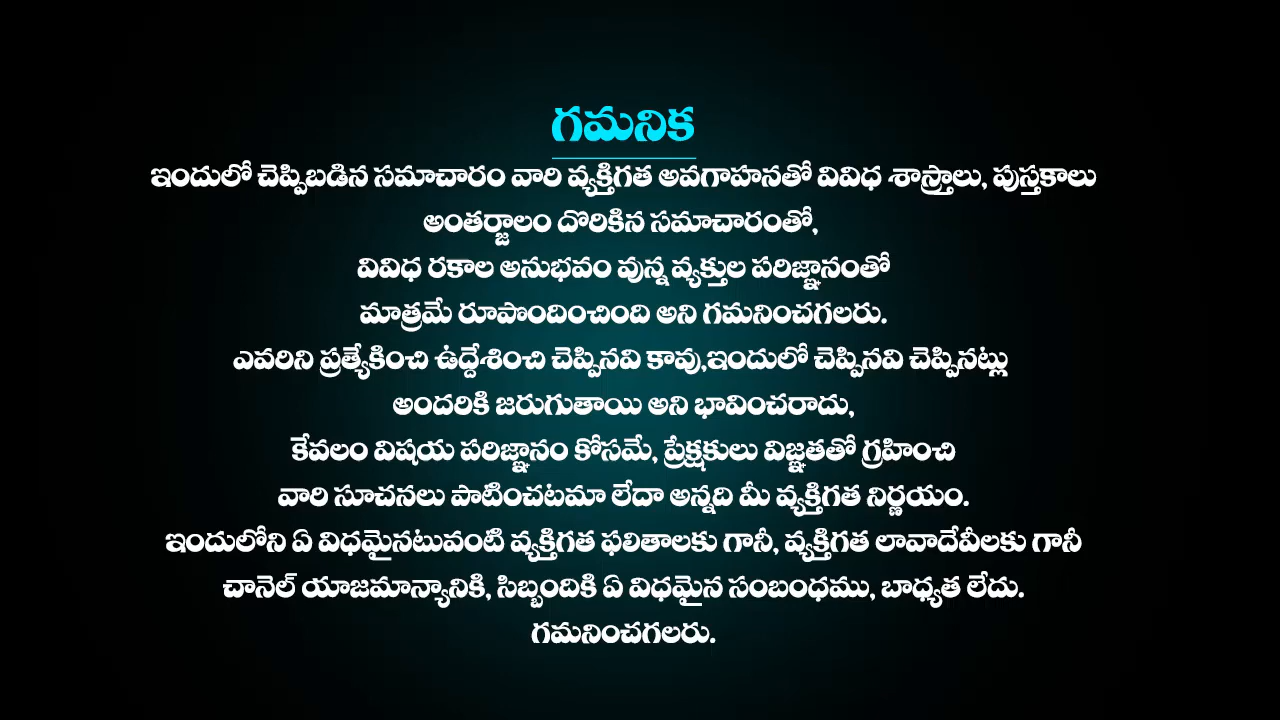 గమనిక
ఇందులో చెప్పిబడిన సమాచారం వారి వ్యక్తిగత అవగాహనతో వివిధ శాస్త్రాలు, పుస్తకాలు
అంతర్జాలం దొరికిన సమాచారంతో,
వివిధ రకాల అనుభవం వున్న వ్యక్తుల పరిజ్ఞానంతో
మాత్రమే రూపొందించింది అని గమనించగలరు.
ఎవరిని ప్రత్యేకించి ఉద్దేశించి చెప్పినవి కావు,ఇందులో చెప్పినవి చెప్పినట్లు
అందరికి జరుగుతాయి అని భావించరాదు,
కేవలం విషయ పరిజ్ఞానం కోసమే, ప్రేక్షకులు విజ్ఞతతో గ్రహించి
వారి సూచనలు పాటించటమా లేదా అన్నది మీ వ్యక్తిగత నిర్ణయం.
ఇందులోని ఏ విధమైనటువంటి వ్యక్తిగత ఫలితాలకు గానీ, వ్యక్తిగత లావాదేవీలకు గానీ
చానెల్ యాజమాన్యానికి, సిబ్బందికి ఏ విధమైన సంబంధము, బాధ్యత లేదు.
గమనించగలరు.